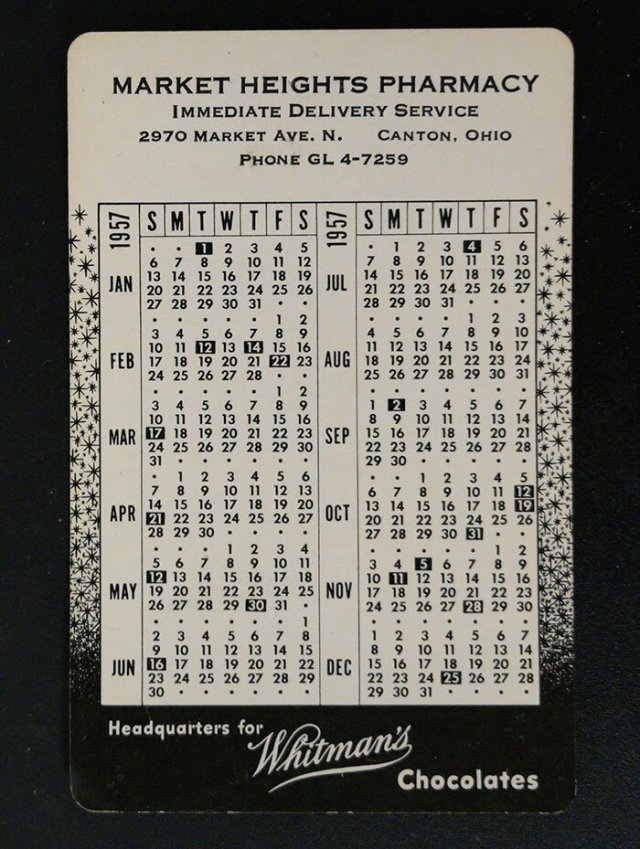 MARKET HEIGHTS PHARMACY
IMMEDIATE DELIVERY SERVICE
2970 MARKET AVE. N. CANTON, OHIO
PHONE GL 4-7259
1957 S M T W T F S
JAN
1 2 3 4 5
6 7 8 9 10 11 12
13 14 15 16 17 18 19
20 21 22 23 24 25 26
27 28 29 30 31
FEB
1 2
3 4 5 6 7 8 9
10 11 12 13 14 15 16
17 18 19 20 21 22 23
24 25 26 27 28
MAR
1 2
3 4 5 6 7 8 9
10 11 12 13 14 15 16
17 18 19 20 21 22 23
24 25 26 27 28 29 30
31
APR
1 2 3 4 5 6
7 8 9 10 11 12 13
14 15 16 17 18 19 20
21 22 23 24 25 26 27
28 29 30
MAY
1 2 3 4
5 6 7 8 9 10 11
12 13 14 15 16 17 18
19 20 21 22 23 24 25
26 27 28 29 30 31
JUN
1
2 3 4 5 6 7 8
9 10 11 12 13 14 15
16 17 18 19 20 21 22
23 24 25 26 27 28 29
30
1957 S M T W T F S
JUL
1 2 3 4 5 6
7 8 9 10 11 12 13
14 15 16 17 18 19 20
21 22 23 24 25 26 27
28 29 30 31
AUG
1 2 3
4 5 6 7 8 9 10
11 12 13 14 15 16 17
18 19 20 21 22 23 24
25 26 27 28 29 30 31
SEP
1 2 3 4 5 6 7
8 9 10 11 12 13 14
15 16 17 18 19 20 21
22 23 24 25 26 27 28
29 30
OCT
1 2 3 4 5
6 7 8 9 10 11 12
13 14 15 16 17 18 19
20 21 22 23 24 25 26
27 28 29 30 31
NOV
1 2
3 4 5 6 7 8 9
10 11 12 13 14 15 16
17 18 19 20 21 22 23
24 25 26 27 28 29 30
DEC
1 2 3 4 5 6 7
8 9 10 11 12 13 14
15 16 17 18 19 20 21
22 23 24 25 26 27 28
29 30 31
Headquarters for
Whitman's
Chocolates